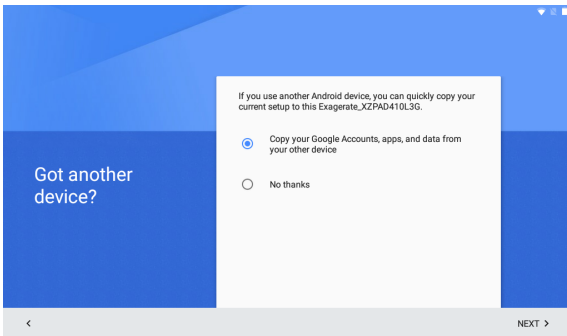 If you use another Android device, you can quickly copy your
current setup to this Exagerate_XZPAD410L3G.
Copy your Google Accounts, apps, and data from
your other device
Got another
device?
No thanks
NEXT